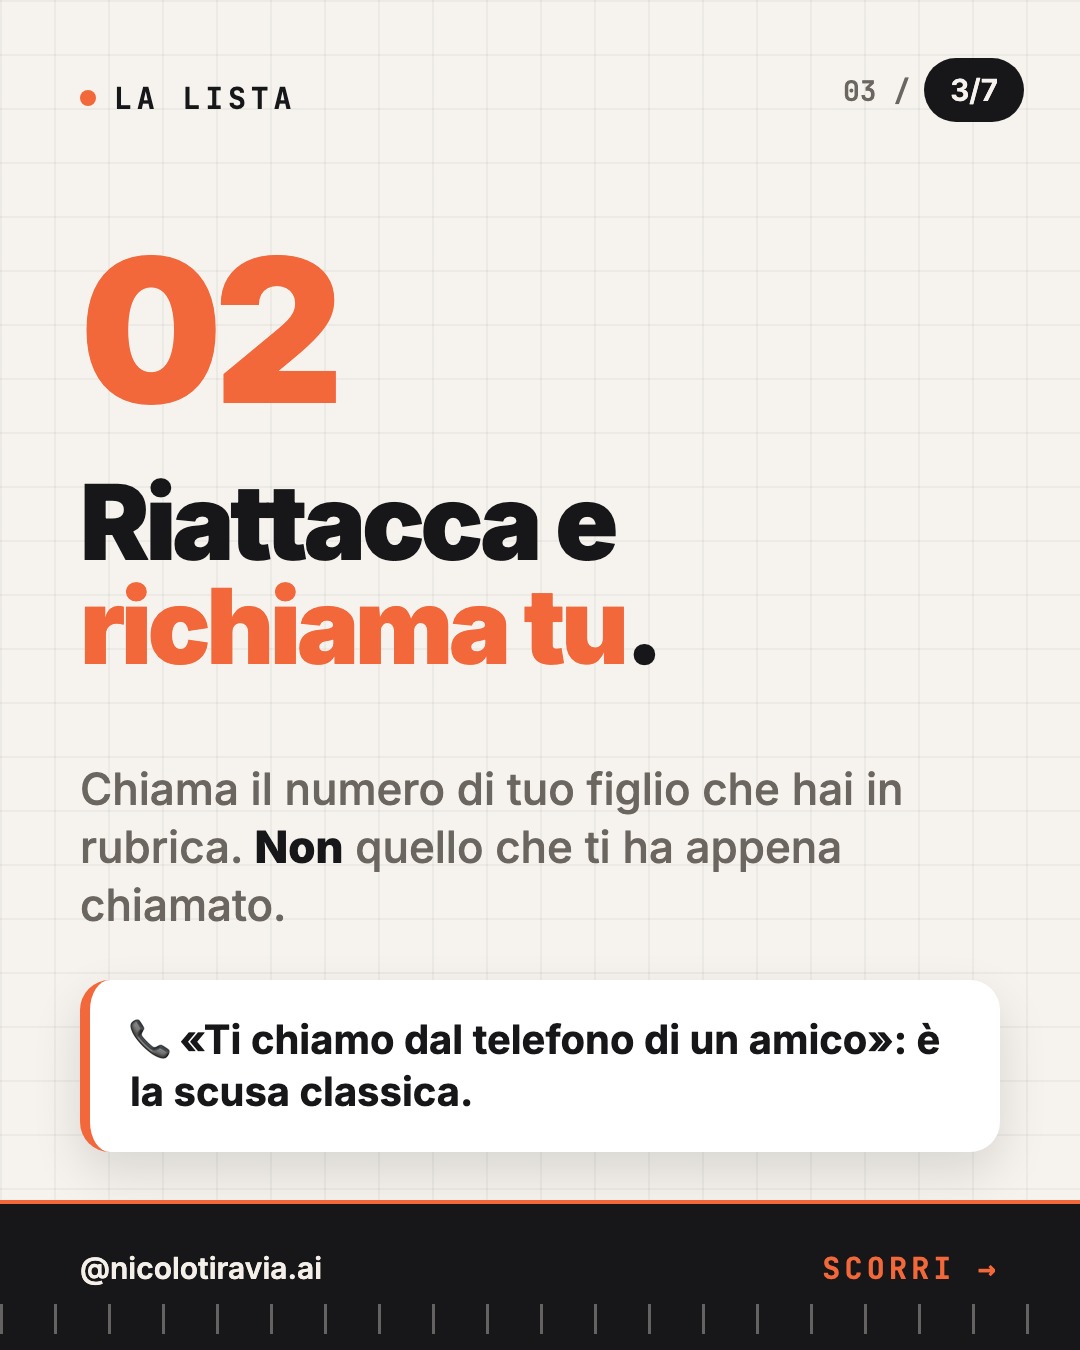 LA LISTA
03 / 3/7
02
Riattacca e
richiama tu.
Chiama il numero di tuo figlio che hai in
rubrica. Non quello che ti ha appena
chiamato.
📞 «Ti chiamo dal telefono di un amico»: è
la scusa classica.
@nicolotiravia.ai
SCORRI →